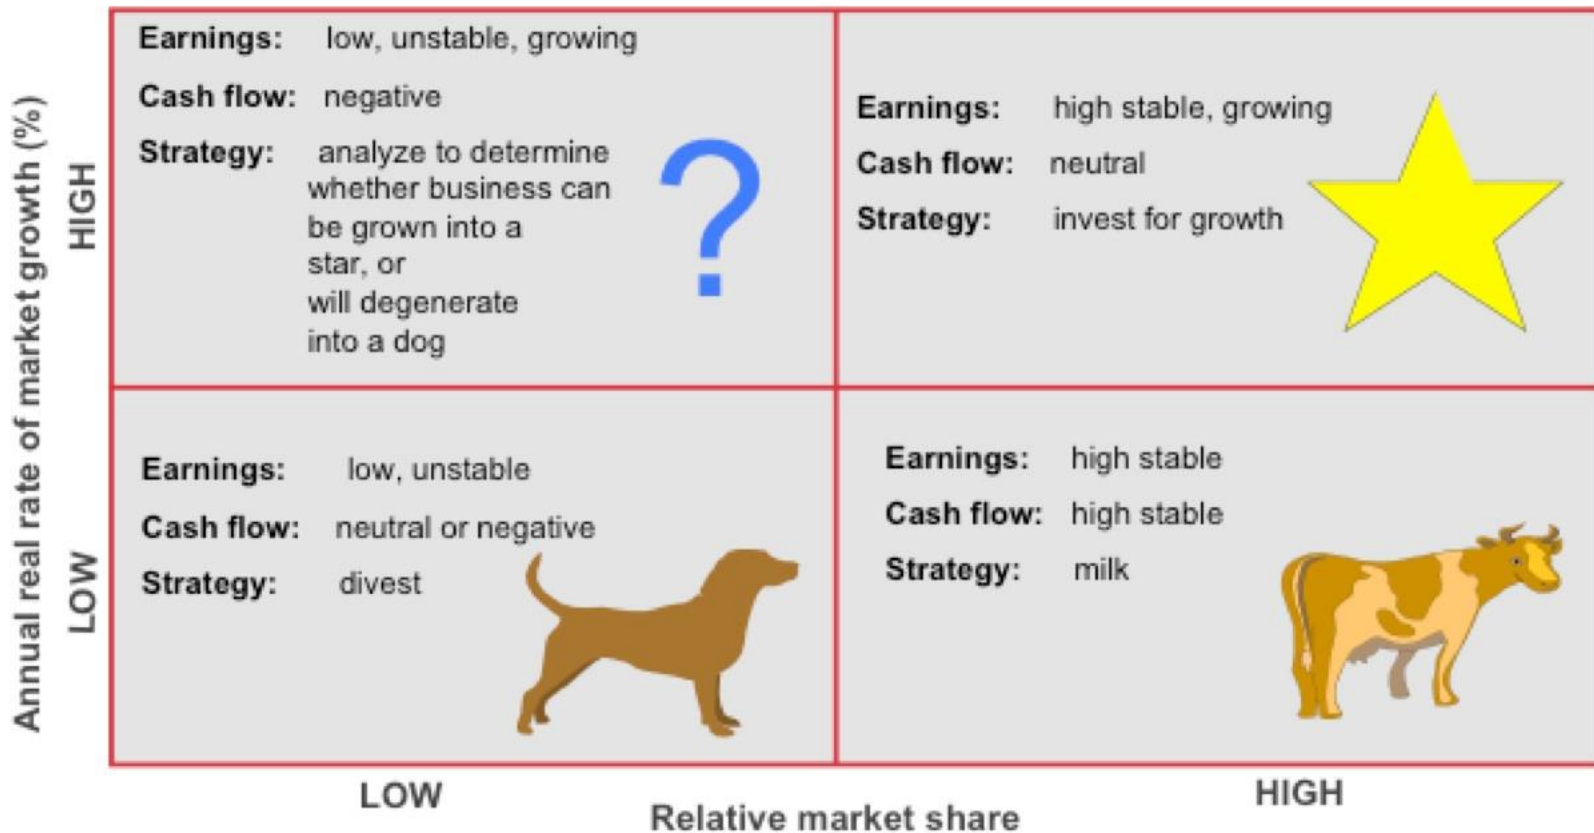 Annual real rate of market growth (%)
HIGH
LOW
Earnings: low, unstable, growing
Cash flow: negative
Strategy: analyze to determine
whether business can
be grown into a
star, or
will degenerate
into a dog
?
Earnings: high stable, growing
Cash flow: neutral
Strategy: invest for growth
Earnings: low, unstable
Cash flow: neutral or negative
Strategy: divest
Earnings: high stable
Cash flow: high stable
Strategy: milk
LOW
HIGH
Relative market share